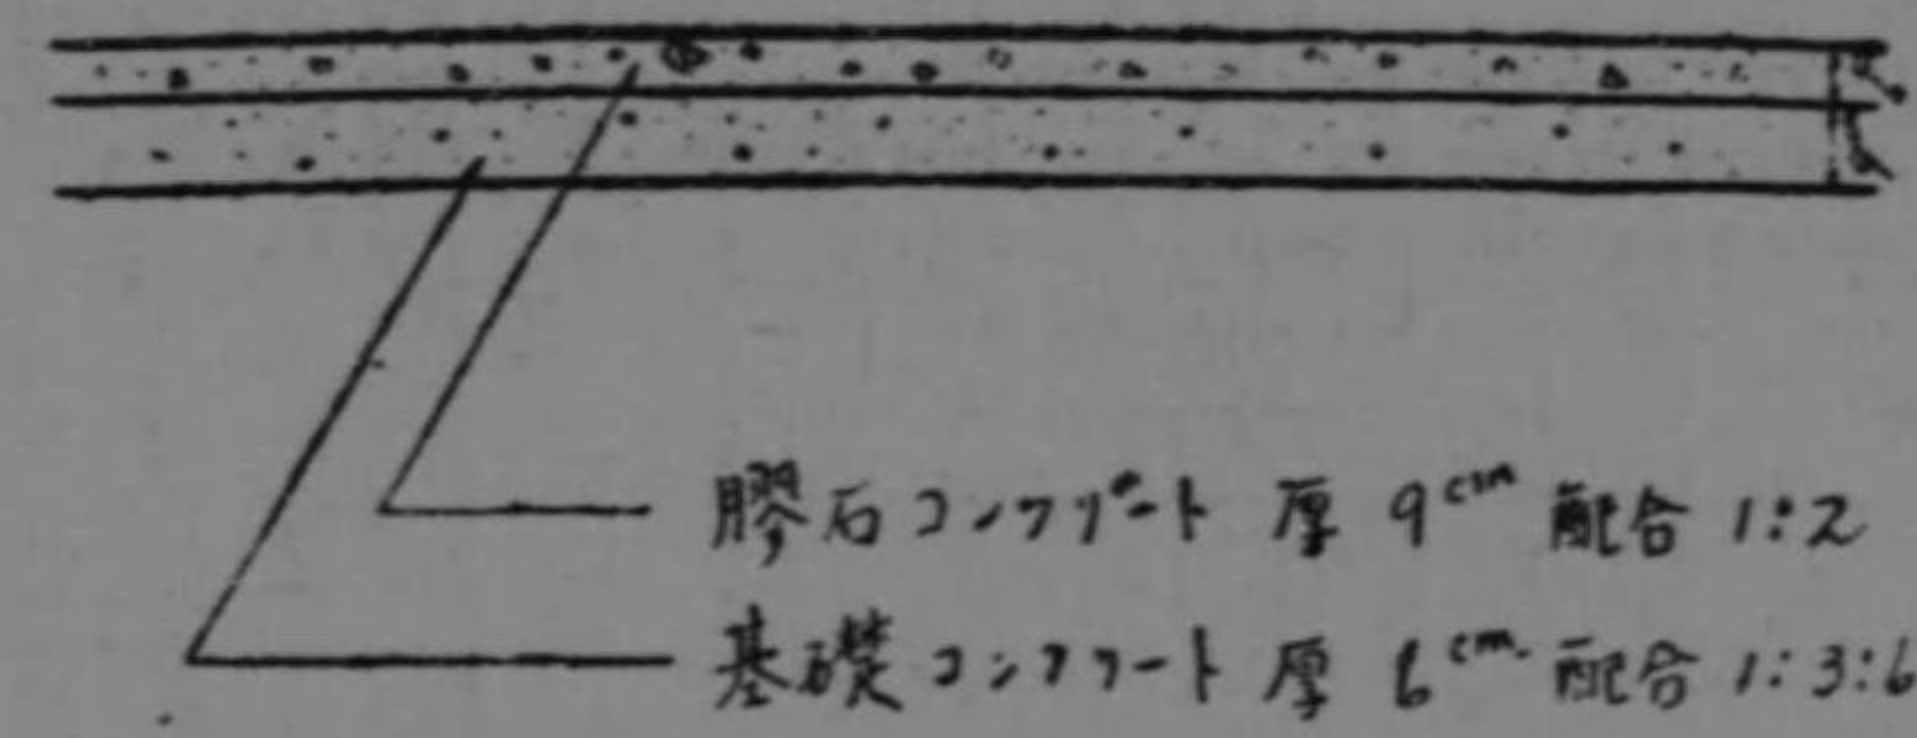 膠石コンクリート 厚 9cm 配合 1:2
基礎コンクリート 厚 6cm. 配合 1:3:6